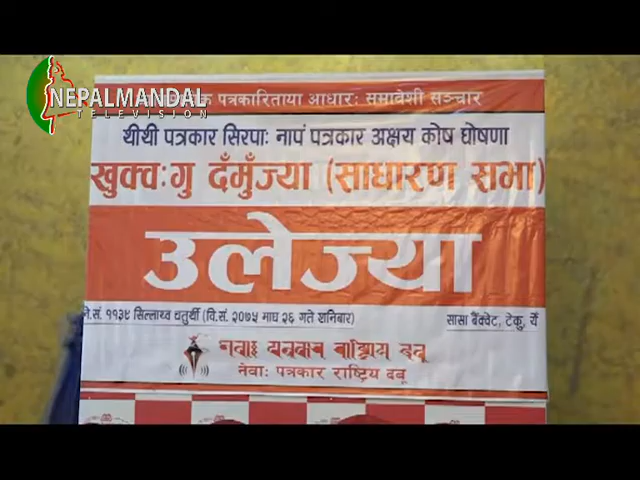 NEPALMANDAL
TELEVISION
पत्रकारिताया आधारः समावेशी सञ्चार
थीथी पत्रकार सिरपाः नापं पत्रकार अक्षय कोष घोषणा
खुक्वःगु दँमुँज्या (साधारण सभा)
उलेज्या
ने.सं. ११३९ सिल्लाथ्व चतुर्थी (वि.सं. २०७५ माघ २६ गते शनिबार)
सासा बैंक्वेट, टेकु, येँ
नेवाः पत्रकार राष्ट्रिय दबू